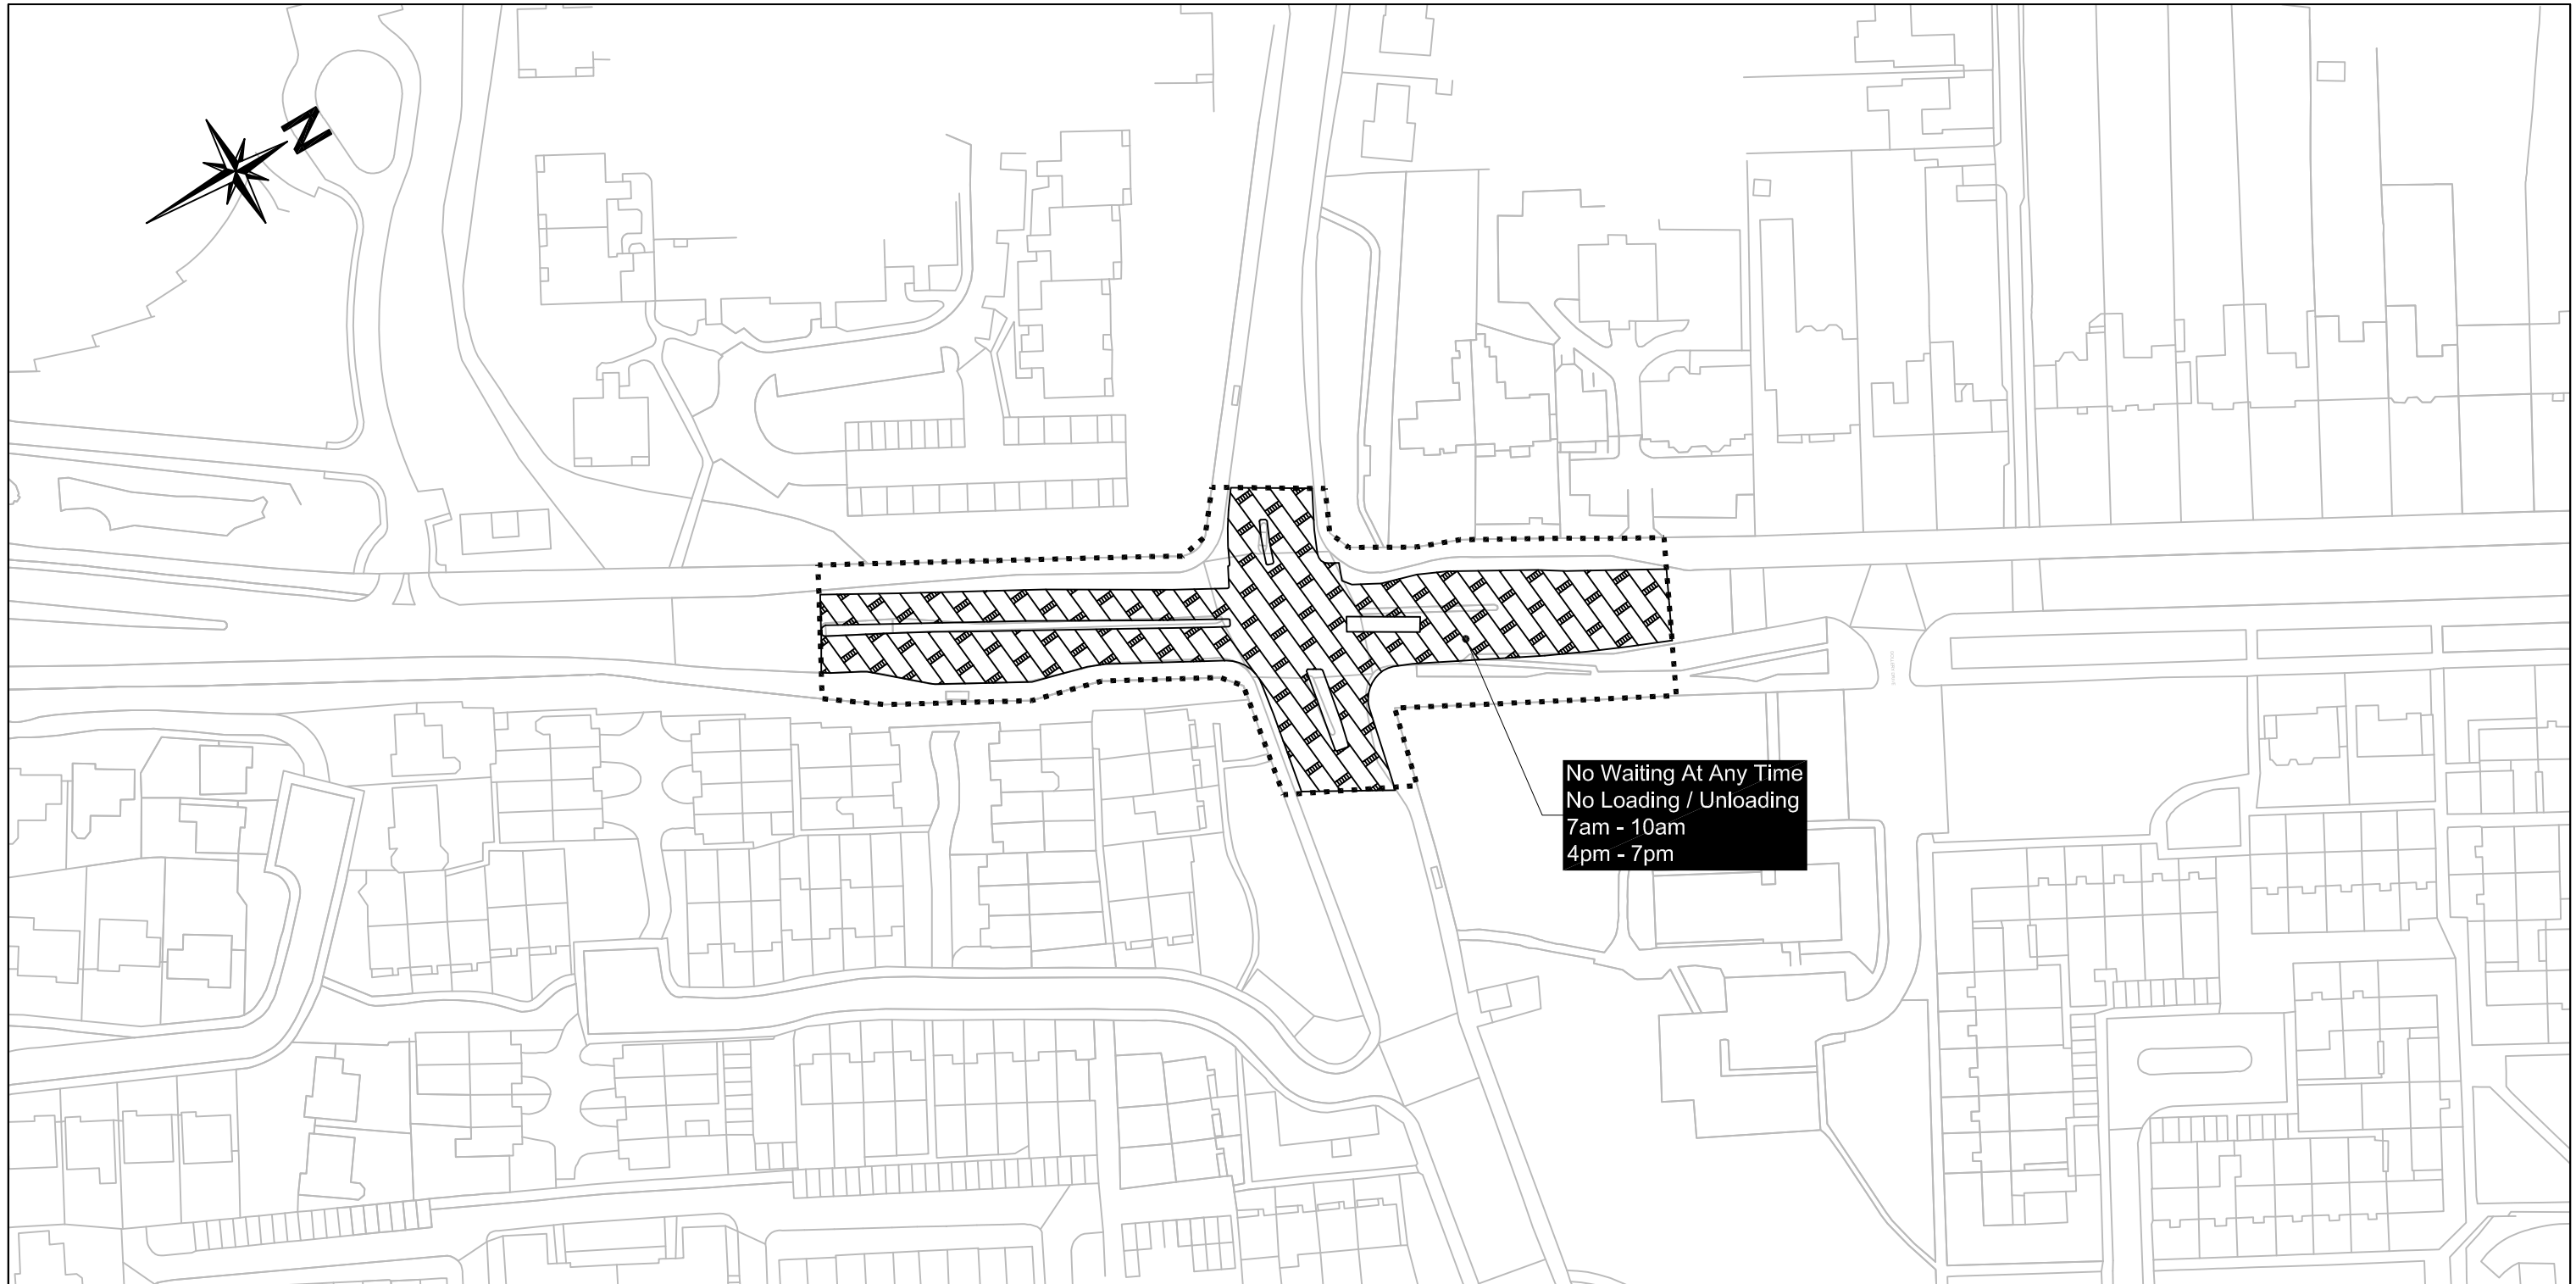 N
No Waiting At Any Time
No Loading / Unloading
7am - 10am
4pm - 7pm